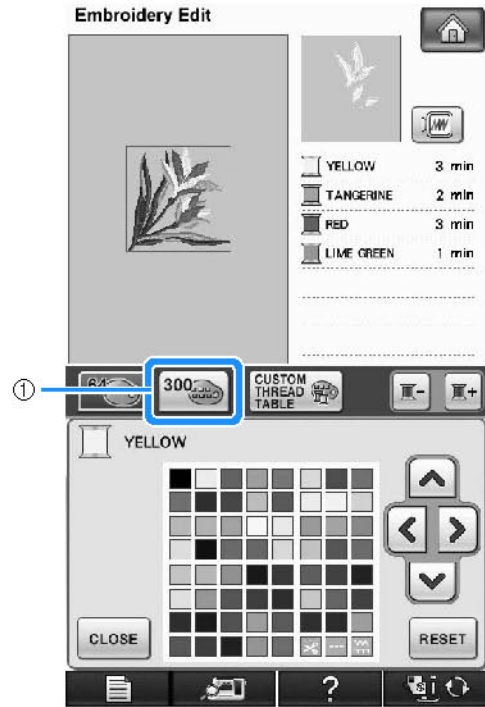 Embroidery Edit
YELLOW 3 min
TANGERINE 2 min
RED 3 min
LIME GREEN 1 min
①
64
300
CUSTOM
THREAD
TABLE
- +
YELLOW
CLOSE
RESET
?